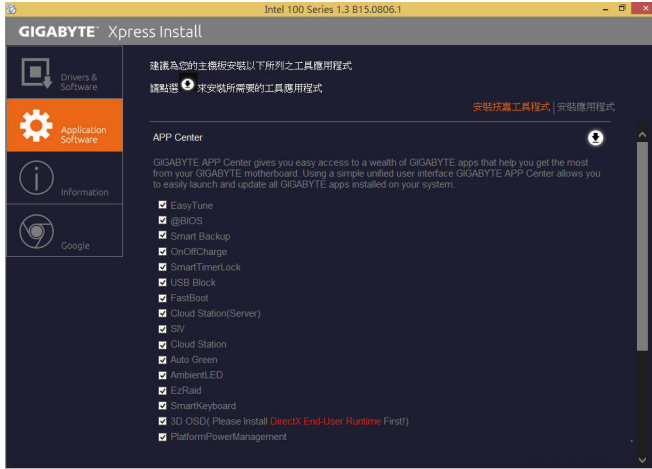 Intel 100 Series 1.3 B15.0806.1
GIGABYTE™ Xpress Install
Drivers &
Software
Application
Software
Information
Google
建議為您的主機板安裝以下所列之工具應用程式
請點選 來安裝所需要的工具應用程式
安裝技嘉工具程式 | 安裝應用程式
APP Center
GIGABYTE APP Center gives you easy access to a wealth of GIGABYTE apps that help you get the most
from your GIGABYTE motherboard. Using a simple unified user interface GIGABYTE APP Center allows you
to easily launch and update all GIGABYTE apps installed on your system.
EasyTune
@BIOS
Smart Backup
OnOffCharge
SmartTimerLock
USB Block
FastBoot
Cloud Station(Server)
SIV
Cloud Station
Auto Green
AmbientLED
EzRaid
SmartKeyboard
3D OSD( Please Install DirectX End-User Runtime First!)
PlatformPowerManagement